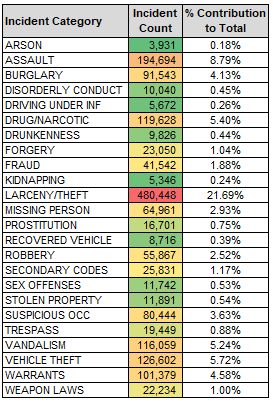 Incident Category Incident Count % Contribution to Total
ARSON 3,931 0.18%
ASSAULT 194,694 8.79%
BURGLARY 91,543 4.13%
DISORDERLY CONDUCT 10,040 0.45%
DRIVING UNDER INF 5,672 0.26%
DRUG/NARCOTIC 119,628 5.40%
DRUNKENNESS 9,826 0.44%
FORGERY 23,050 1.04%
FRAUD 41,542 1.88%
KIDNAPPING 5,346 0.24%
LARCENY/THEFT 480,448 21.69%
MISSING PERSON 64,961 2.93%
PROSTITUTION 16,701 0.75%
RECOVERED VEHICLE 8,716 0.39%
ROBBERY 55,867 2.52%
SECONDARY CODES 25,831 1.17%
SEX OFFENSES 11,742 0.53%
STOLEN PROPERTY 11,891 0.54%
SUSPICIOUS OCC 80,444 3.63%
TRESPASS 19,449 0.88%
VANDALISM 116,059 5.24%
VEHICLE THEFT 126,602 5.72%
WARRANTS 101,379 4.58%
WEAPON LAWS 22,234 1.00%